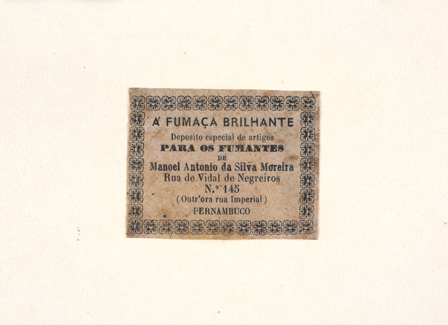 A' FUMAÇA BRILHANTE
Deposito especial de artigos
PARA OS FUMANTES
DE
Manoel Antonio da Silva Moreira
Rua de Vidal de Negreiros
N.º 145
(Outr'ora rua Imperial)
PERNAMBUCO